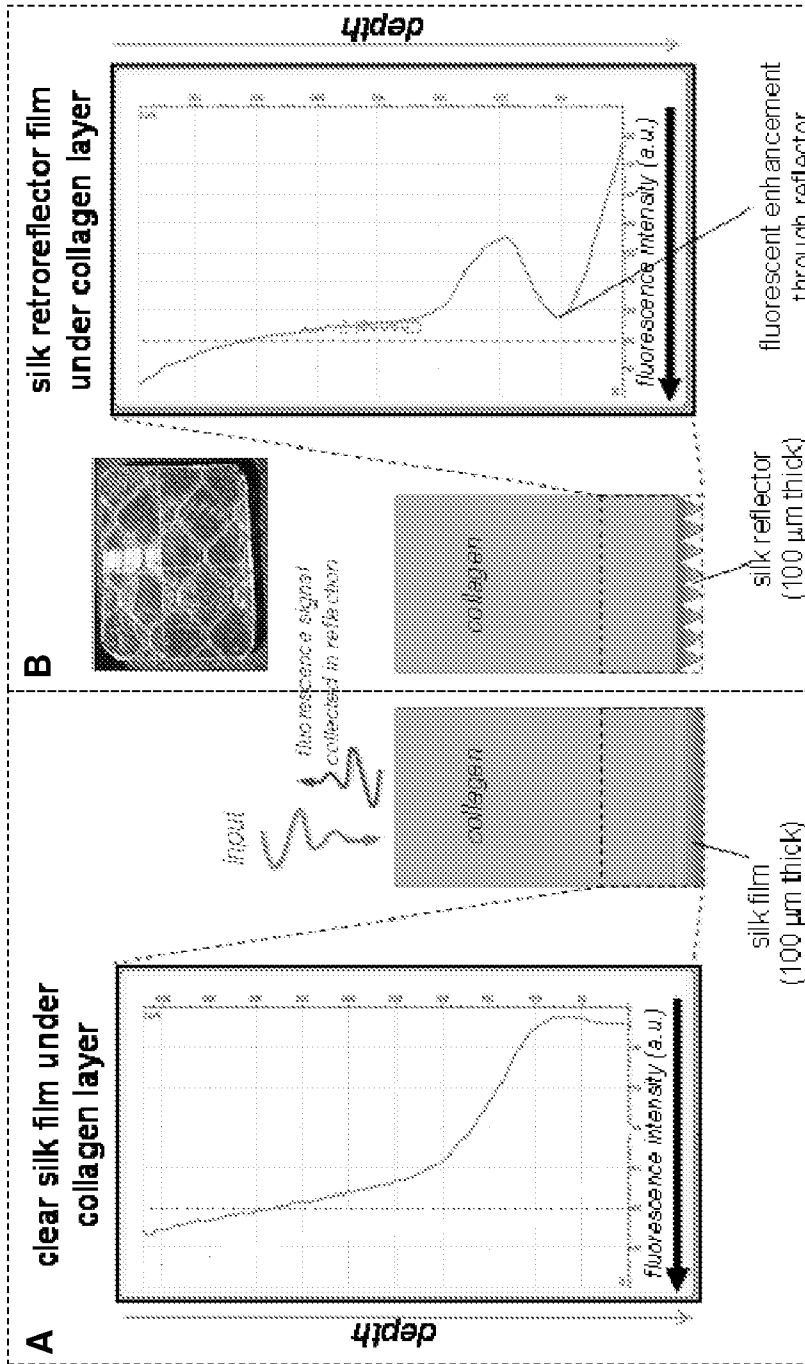 A
clear silk film under
collagen layer
depth
fluorescence intensity (a.u.)
input
fluorescence signal
collected in reflection
collagen
silk film
(100 µm thick)
B
silk retroreflector film
under collagen layer
depth
fluorescence intensity (a.u.)
collagen
silk reflector
(100 µm thick)
fluorescent enhancement
through reflector